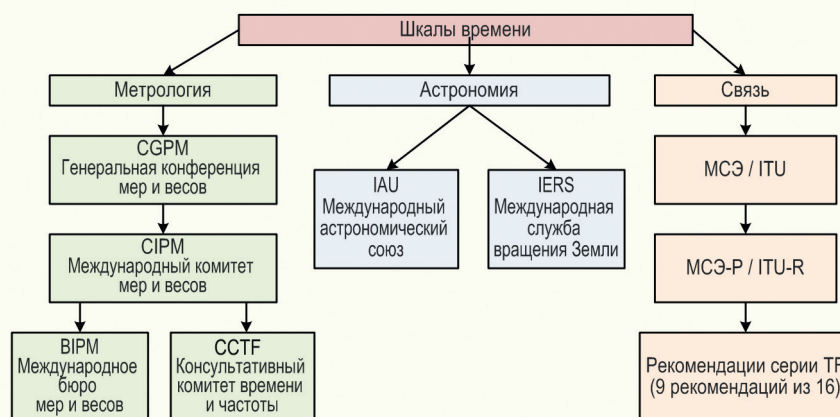 Шкалы времени
Метрология
Астрономия
Связь
CGPM
Генеральная конференция
мер и весов
CIPM
Международный комитет
мер и весов
BIPM
Международное
бюро
мер и весов
CCTF
Консультативный
комитет времени
и частоты
IAU
Международный
астрономический
союз
IERS
Международная
служба
вращения Земли
МСЭ / ITU
МСЭ-Р / ITU-R
Рекомендации серии TF
(9 рекомендаций из 16)